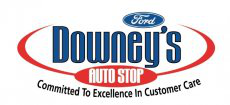 Ford
Downey's
AUTO STOP
Committed To Excellence In Customer Care